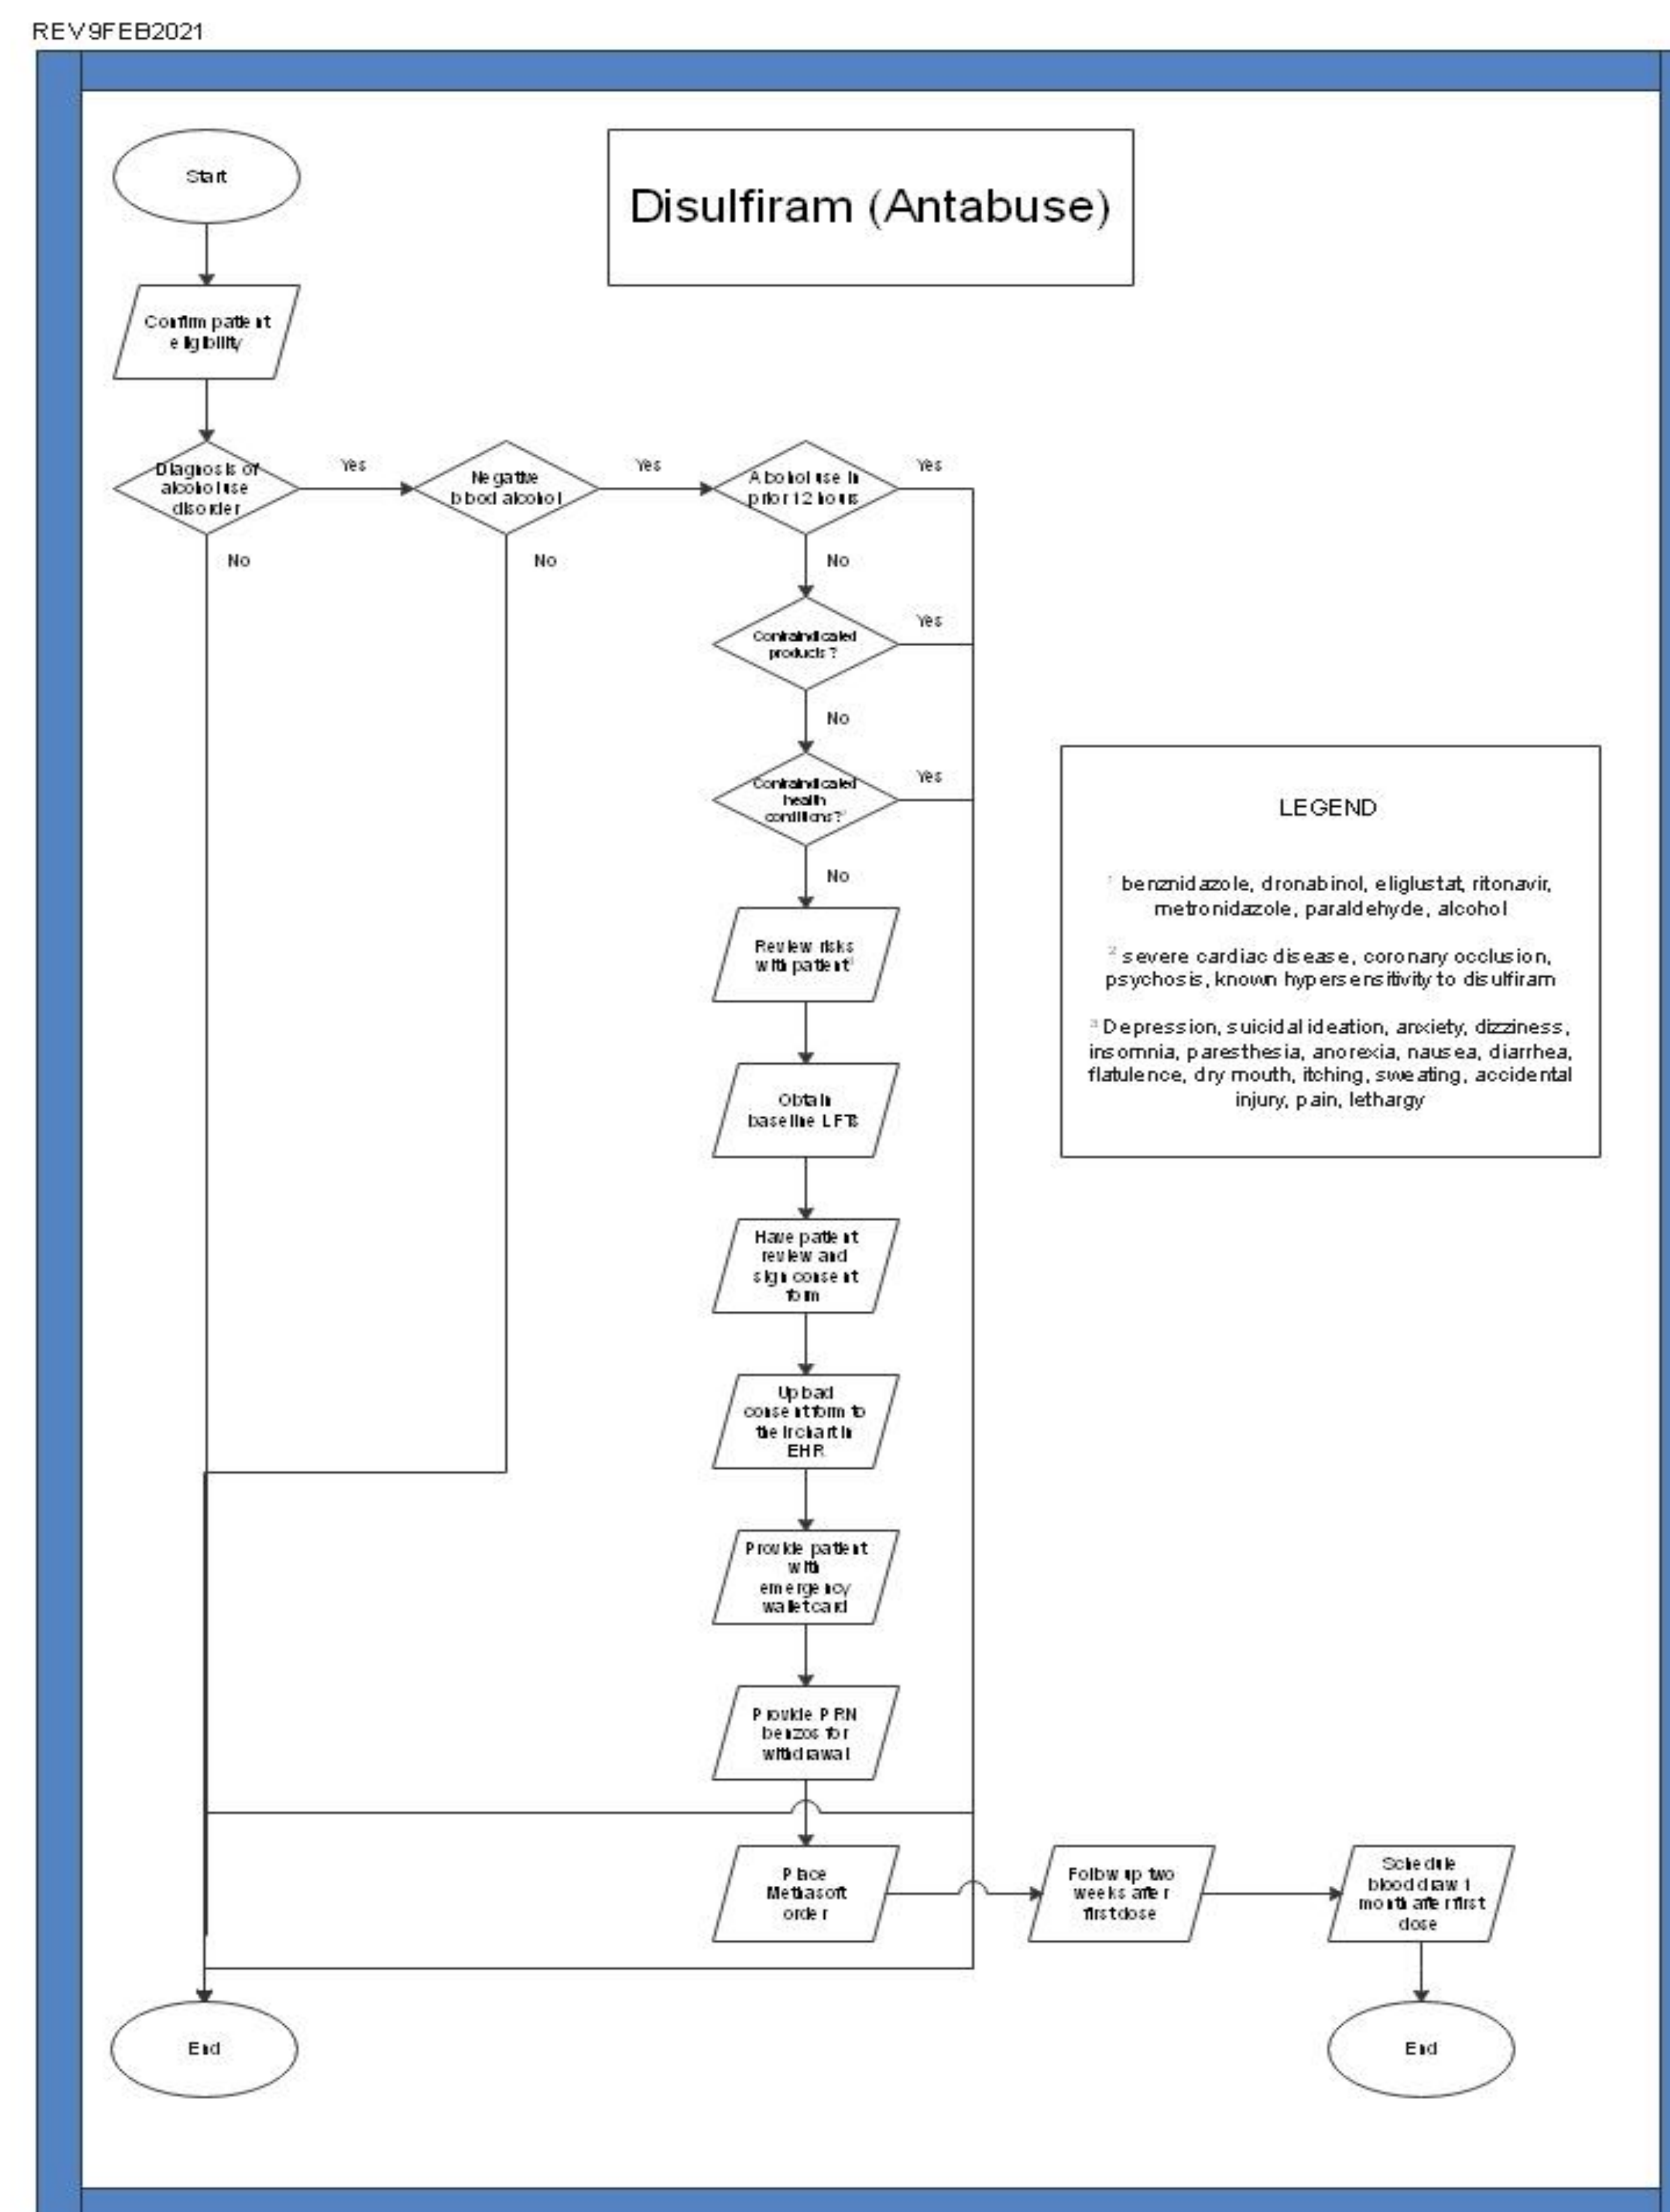 REV9FEB2021
Start
Disulfiram (Antabuse)
Confirm patient
eligibility
Diagnosis of
alcohol use
disorder
Yes
No
Negative
blood alcohol
Yes
No
Alcohol use in
prior 12 hours
Yes
No
Contraindicated
products?
Yes
No
Contraindicated
health
conditions?²
Yes
No
LEGEND
¹ benznidazole, dronabinol, eliglustat, ritonavir,
metronidazole, paraldehyde, alcohol
² severe cardiac disease, coronary occlusion,
psychosis, known hypersensitivity to disulfiram
³ Depression, suicidal ideation, anxiety, dizziness,
insomnia, paresthesia, anorexia, nausea, diarrhea,
flatulence, dry mouth, itching, sweating, accidental
injury, pain, lethargy
Review risks
with patient³
Obtain
baseline LFTs
Have patient
review and
sign consent
form
Upload
consent form to
their chart in
EHR
Provide patient
with
emergency
wallet card
Provide PRN
benzos for
withdrawal
Place
Methasoft
order
Follow up two
weeks after
first dose
Schedule
blood draw 1
month after first
dose
End
End